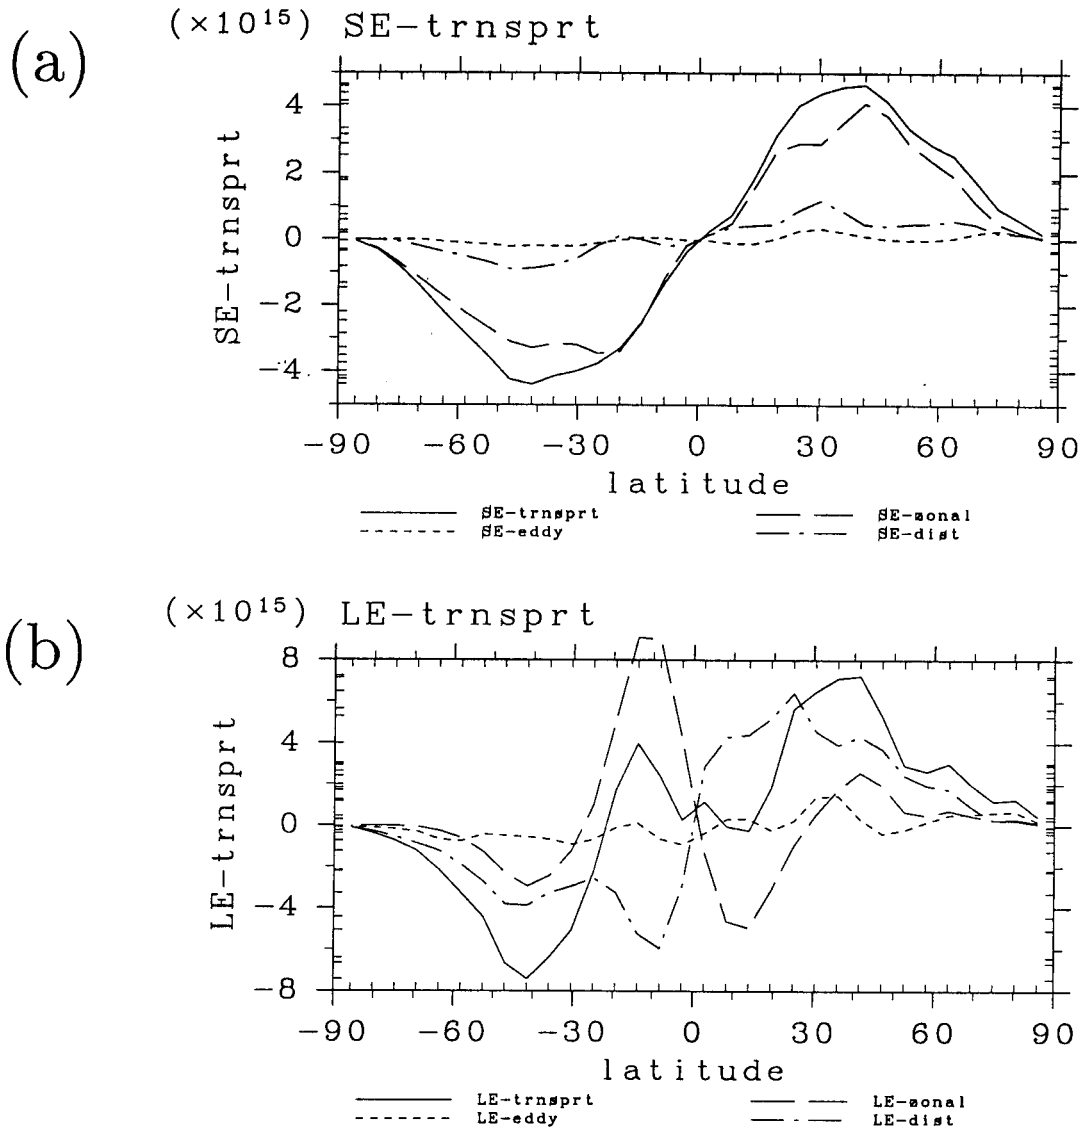 (a)
(×10¹⁵) SE−trnsprt
SE−trnsprt
4
2
0
−2
−4
−90 −60 −30 0 30 60 90
latitude
SE−trnsprt SE−zonal
SE−eddy SE−dist
(b)
(×10¹⁵) LE−trnsprt
LE−trnsprt
8
4
0
−4
−8
−90 −60 −30 0 30 60 90
latitude
LE−trnsprt LE−zonal
LE−eddy LE−dist